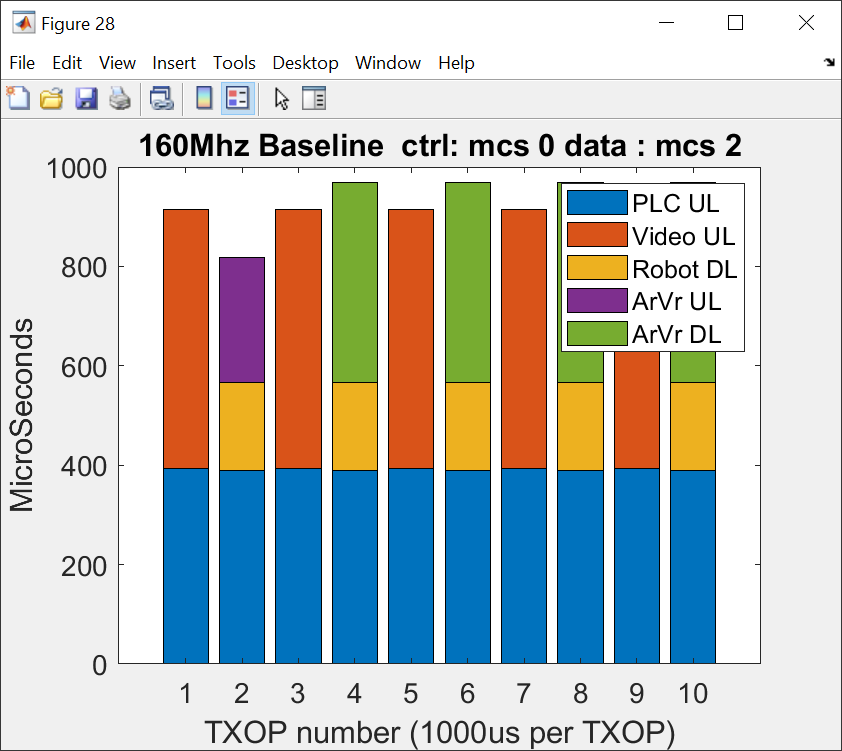 Figure 28
File Edit View Insert Tools Desktop Window Help
160Mhz Baseline  ctrl: mcs 0 data : mcs 2
MicroSeconds
1000
800
600
400
200
0
PLC UL
Video UL
Robot DL
ArVr UL
ArVr DL
1 2 3 4 5 6 7 8 9 10
TXOP number (1000us per TXOP)